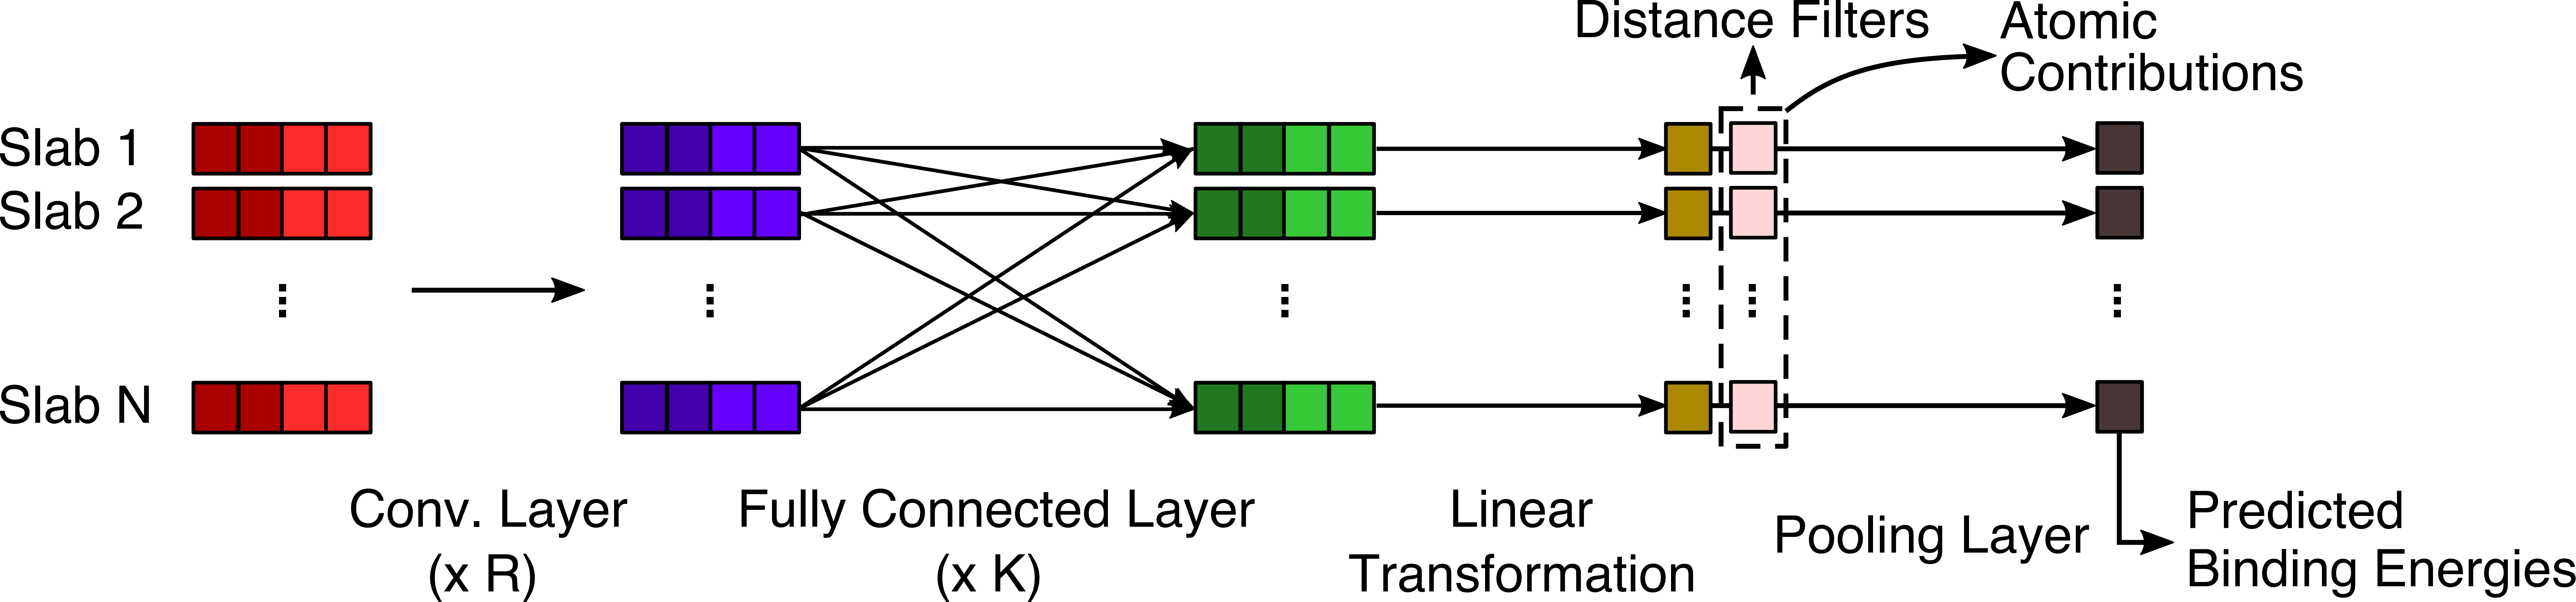 Distance Filters
Atomic
Contributions
Slab 1
Slab 2
Slab N
Conv. Layer
(x R)
Fully Connected Layer
(x K)
Linear
Transformation
Pooling Layer
Predicted
Binding Energies